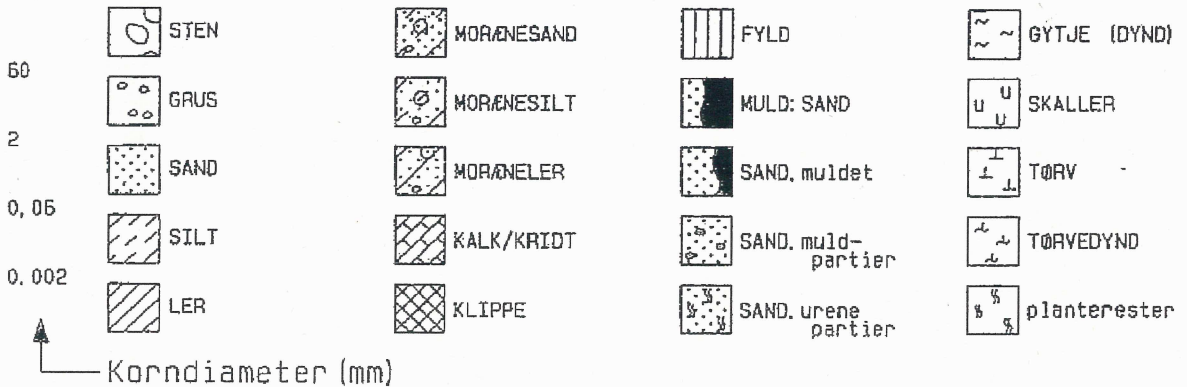 STEN
60
GRUS
2
SAND
0,06
SILT
0,002
LER
Korndiameter (mm)
MORÆNESAND
MORÆNESILT
MORÆNELER
KALK/KRIDT
KLIPPE
FYLD
MULD: SAND
SAND, muldet
SAND, muld-
partier
SAND, urene
partier
GYTJE (DYND)
SKALLER
TØRV
TØRVEDYND
planterester